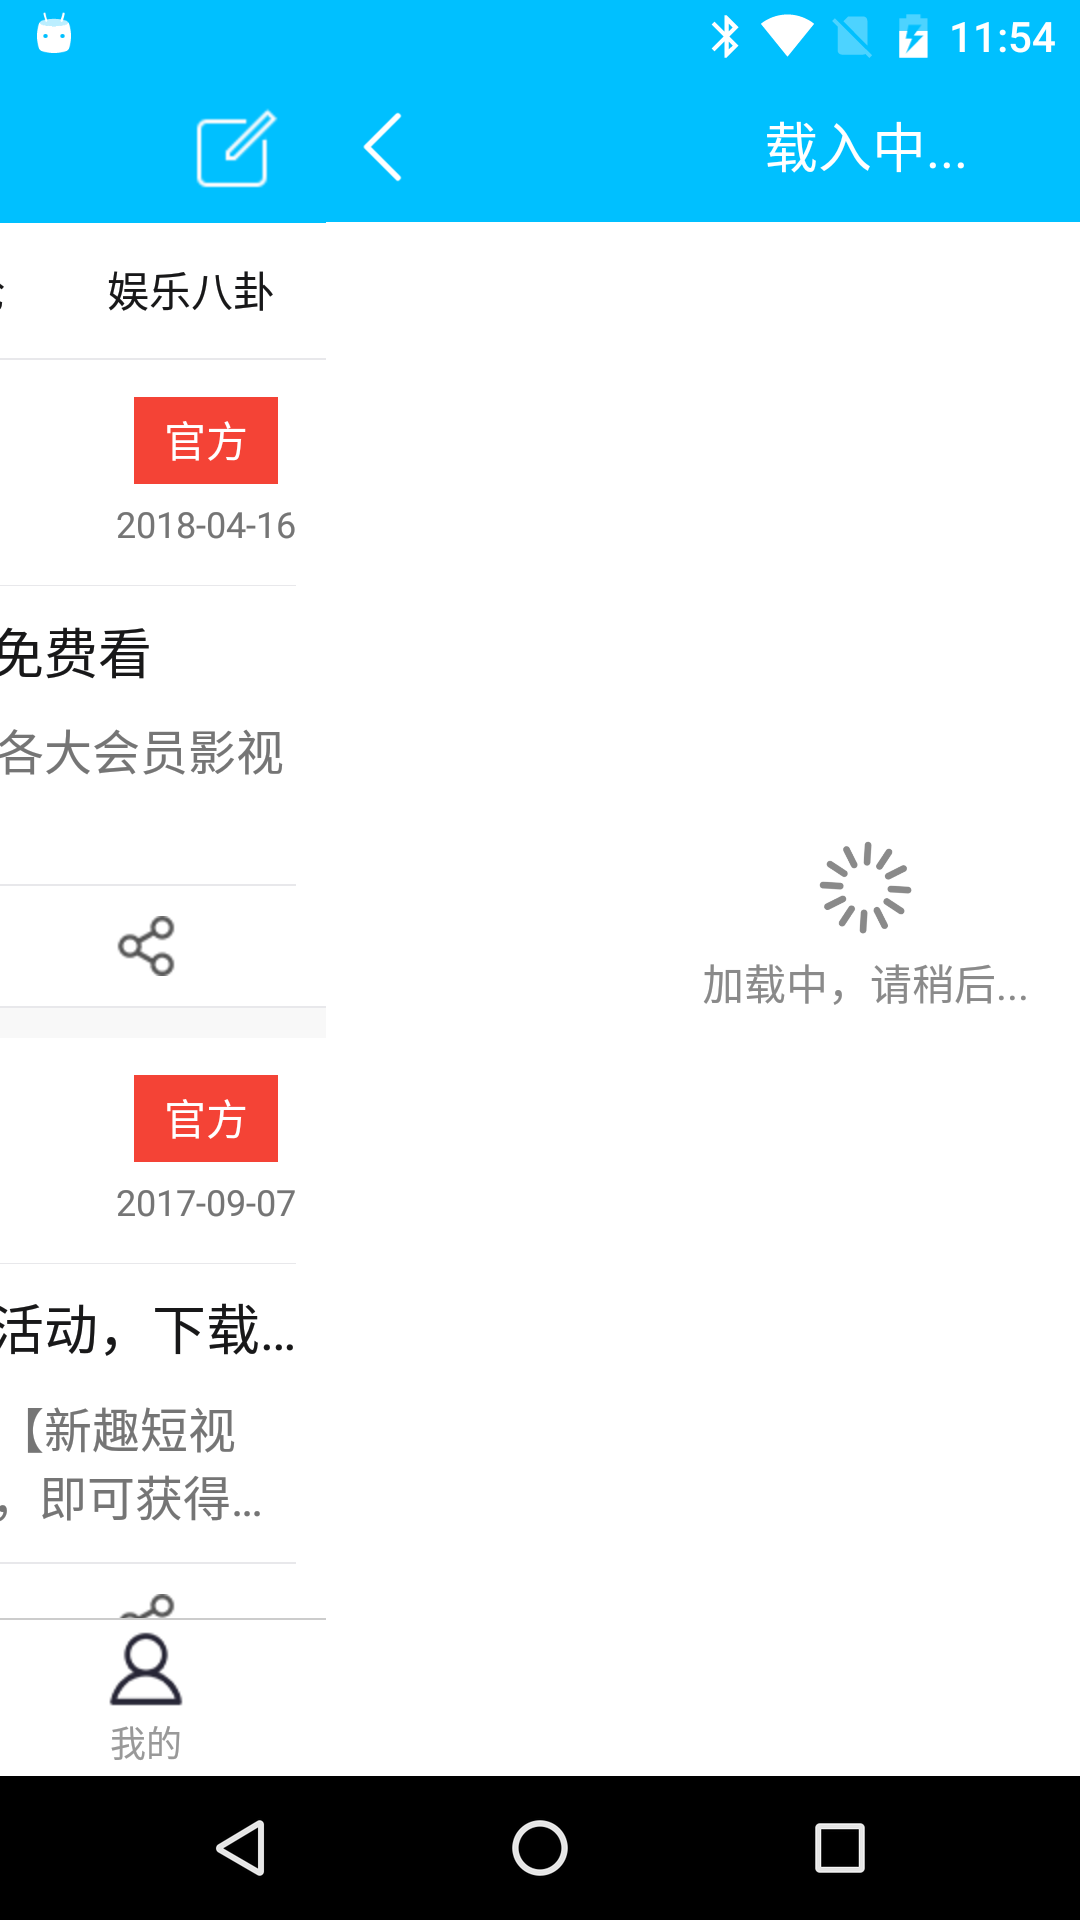 11:54
载入中...
娱乐八卦
官方
2018-04-16
免费看
各大会员影视
加载中，请稍后...
官方
2017-09-07
活动，下载...
【新趣短视
，即可获得...
我的